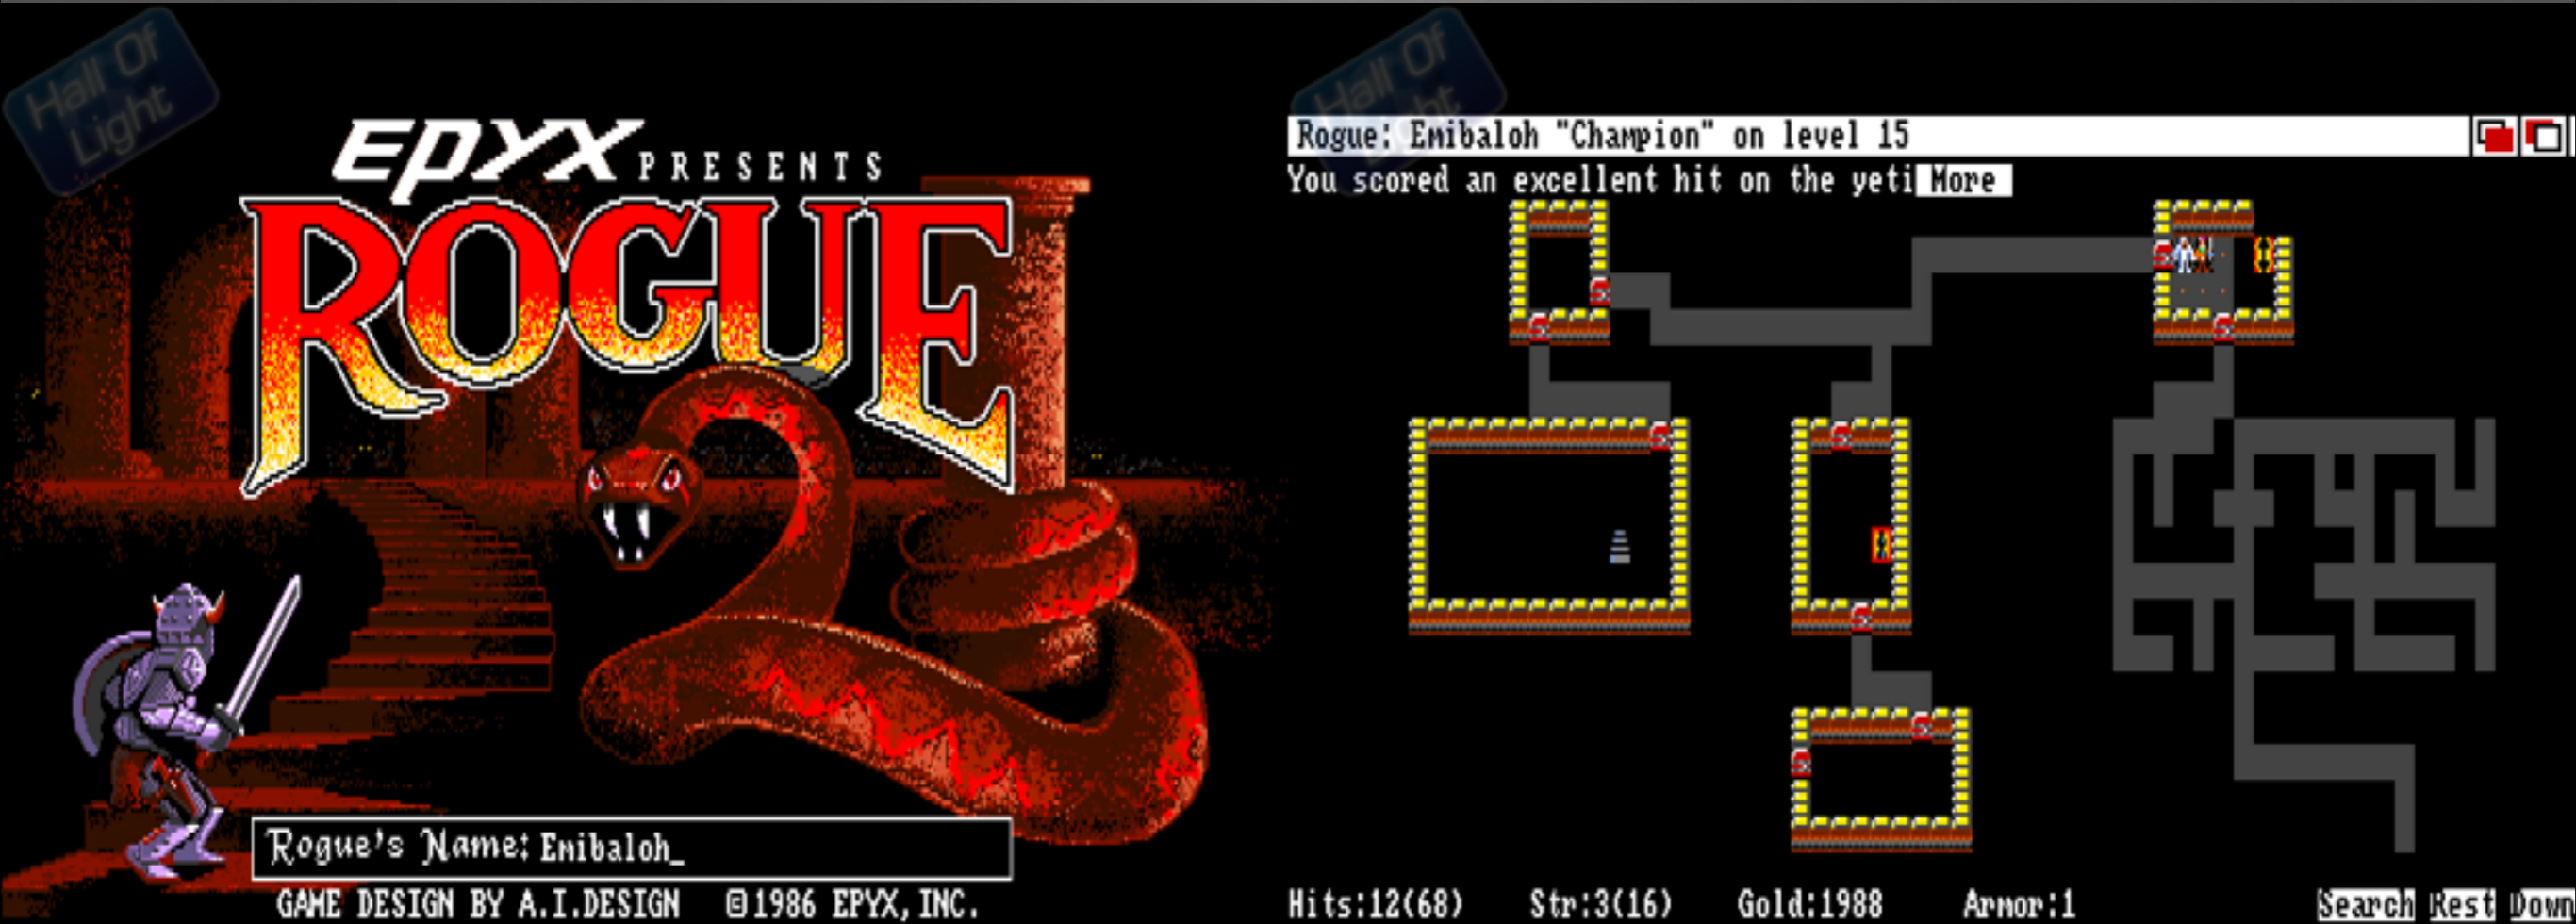 Hall Of
Light
EPYX PRESENTS
ROGUE
Rogue's Name: Emibaloh_
GAME DESIGN BY A.I.DESIGN ©1986 EPYX, INC.
Hall Of
Light
Rogue: Emibaloh "Champion" on level 15
You scored an excellent hit on the yeti More
Hits:12(68) Str:3(16) Gold:1988 Armor:1 Search Rest Down